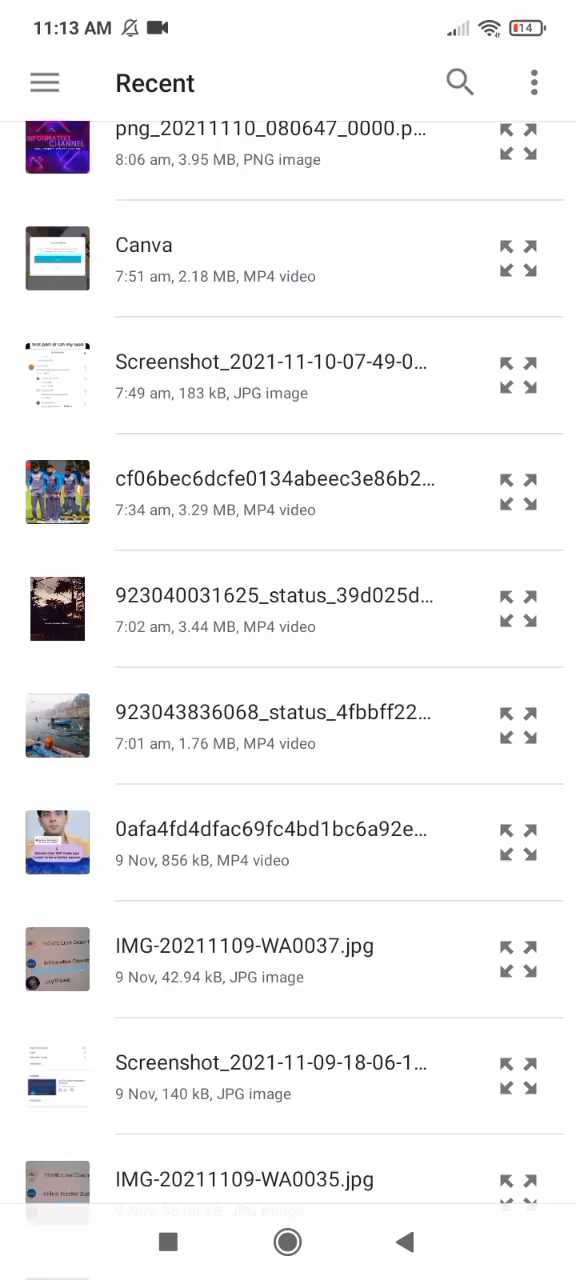 11:13 AM
14
Recent
png_20211110_080647_0000.p...
8:06 am, 3.95 MB, PNG image
Canva
7:51 am, 2.18 MB, MP4 video
Screenshot_2021-11-10-07-49-0...
7:49 am, 183 kB, JPG image
cf06bec6dcfe0134abeec3e86b2...
7:34 am, 3.29 MB, MP4 video
923040031625_status_39d025d...
7:02 am, 3.44 MB, MP4 video
923043836068_status_4fbbff22...
7:01 am, 1.76 MB, MP4 video
0afa4fd4dfac69fc4bd1bc6a92e...
9 Nov, 856 kB, MP4 video
IMG-20211109-WA0037.jpg
9 Nov, 42.94 kB, JPG image
Screenshot_2021-11-09-18-06-1...
9 Nov, 140 kB, JPG image
IMG-20211109-WA0035.jpg